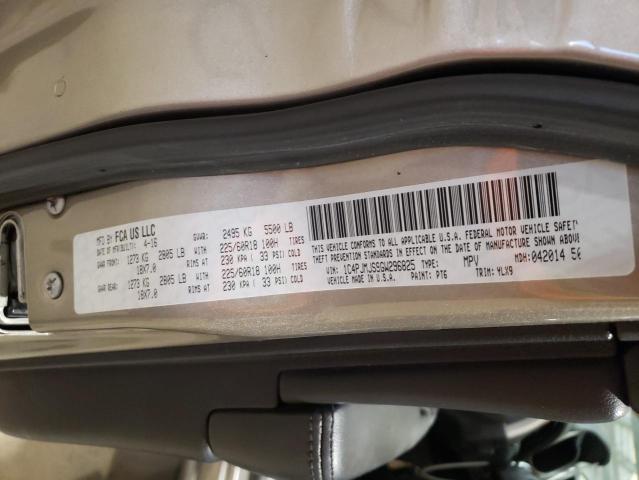 MFD BY FCA US LLC GVWR: 2495 KG 5500 LB
DATE OF MFR/BUILT: 4-16
GAWR FRONT: 1273 KG 2805 LB WITH 225/60R18 100H TIRES
18X7.0 RIMS AT 230 KPA ( 33 PSI) COLD
GAWR REAR: 1273 KG 2805 LB WITH 225/60R18 100H TIRES
18X7.0 RIMS AT 230 KPA ( 33 PSI) COLD
THIS VEHICLE CONFORMS TO ALL APPLICABLE U.S.A. FEDERAL MOTOR VEHICLE SAFETY
THEFT PREVENTION STANDARDS IN EFFECT ON THE DATE OF MANUFACTURE SHOWN ABOVE
VIN: TYPE: MPV MDH: 042014
VEHICLE MADE IN U.S.A. PAINT: PTG TRIM: YLX9